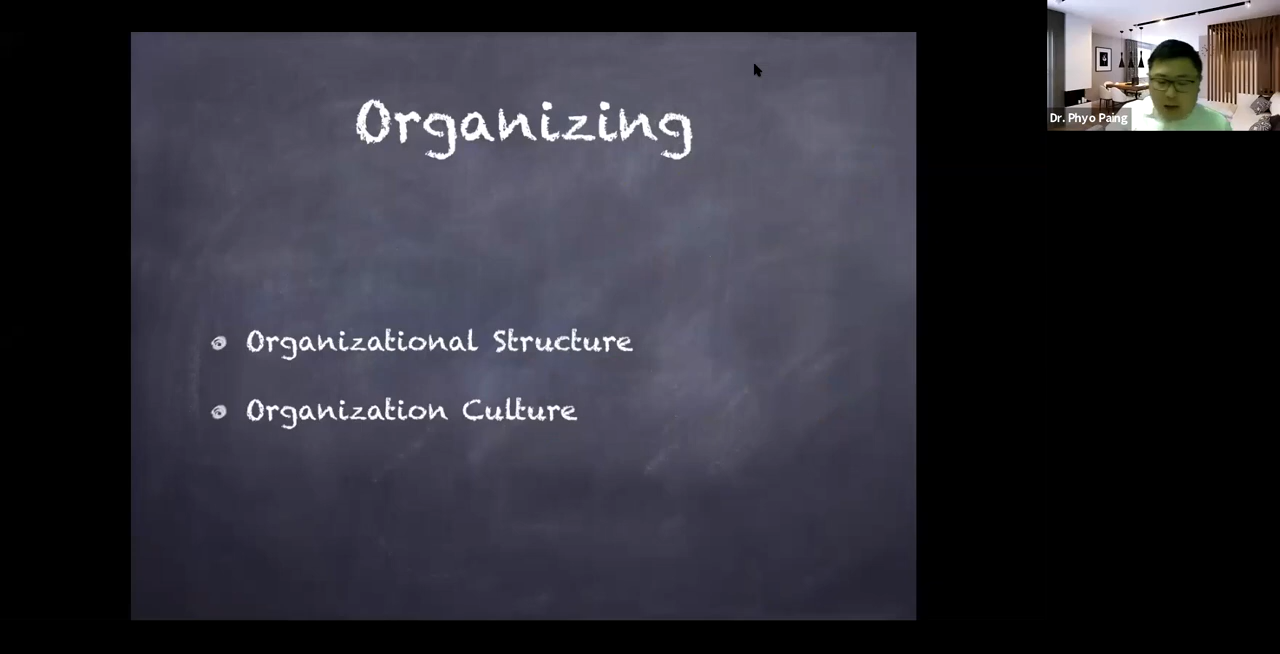 Organizing
Organizational Structure
Organization Culture
Dr. Phyo Paing